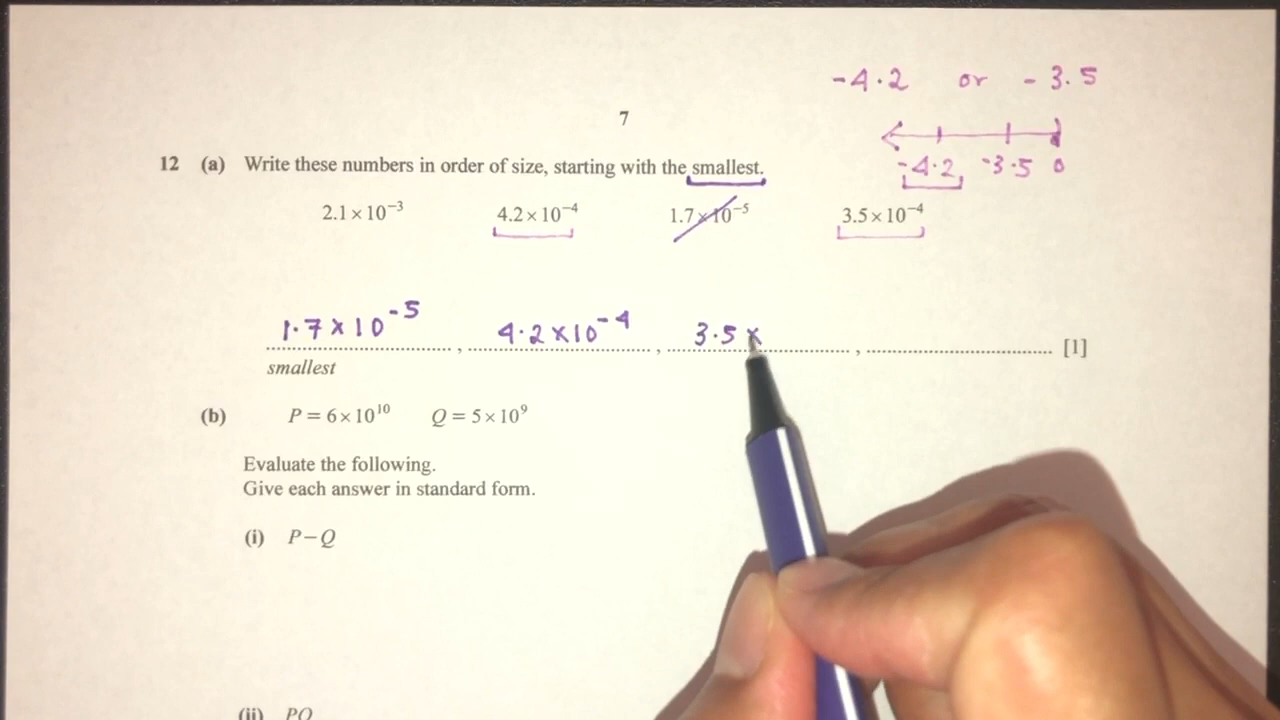 -4.2 or -3.5
7
-4.2 -3.5 0
12 (a) Write these numbers in order of size, starting with the smallest.
2.1 × 10⁻³ 4.2 × 10⁻⁴ 1.7 × 10⁻⁵ 3.5 × 10⁻⁴
1.7 × 10⁻⁵ , 4.2 × 10⁻⁴ , 3.5 × , [1]
smallest
(b) P = 6 × 10¹⁰ Q = 5 × 10⁹
Evaluate the following.
Give each answer in standard form.
(i) P – Q
(ii) PQ